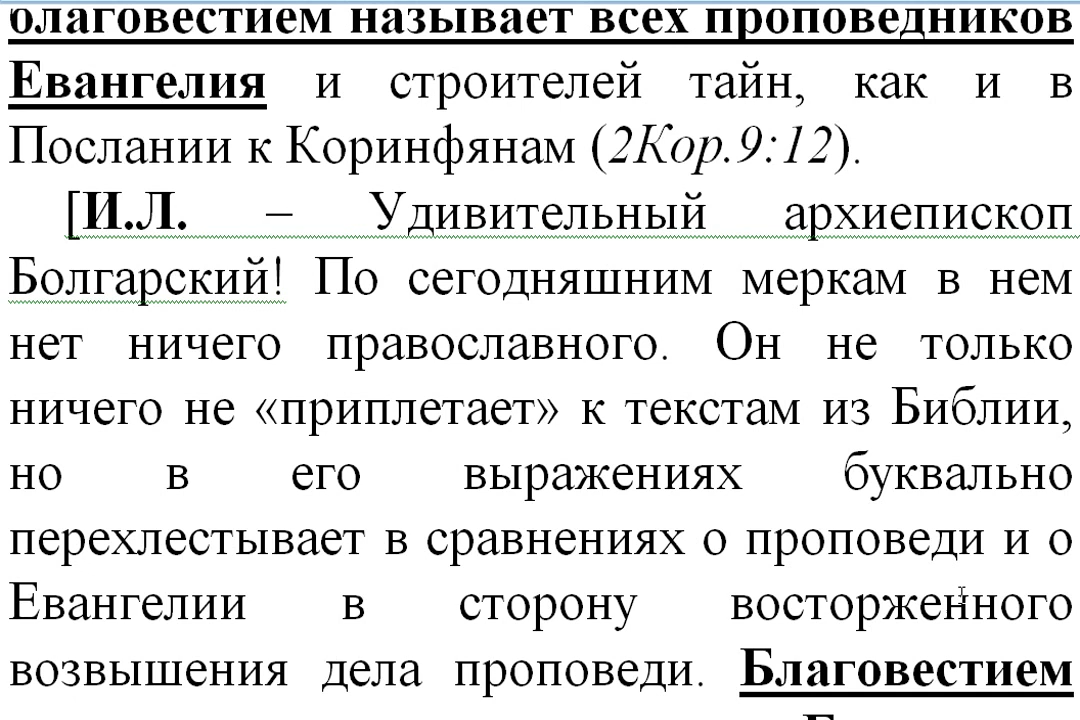 благовестием называет всех проповедников
Евангелия и строителей тайн, как и в
Послании к Коринфянам (2Кор.9:12).
[И.Л. – Удивительный архиепископ
Болгарский! По сегодняшним меркам в нем
нет ничего православного. Он не только
ничего не «приплетает» к текстам из Библии,
но в его выражениях буквально
перехлестывает в сравнениях о проповеди и о
Евангелии в сторону восторженного
возвышения дела проповеди. Благовестием